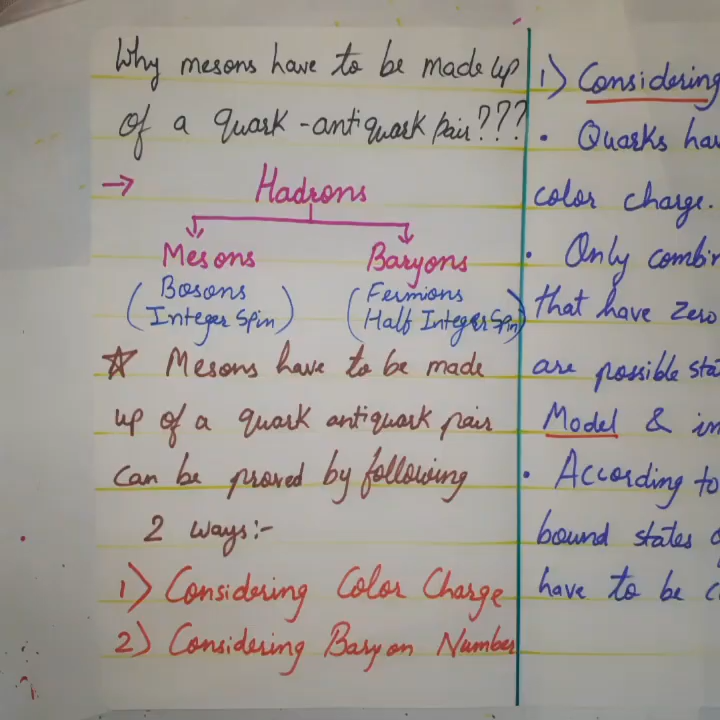 Why mesons have to be made up
of a quark-antiquark pair???
→ Hadrons
Mesons Baryons
(Bosons (Fermions
Integer Spin) Half Integer Spin)
☆ Mesons have to be made
up of a quark antiquark pair
can be proved by following
2 ways:-
1) Considering Color Charge
2) Considering Baryon Number
1) Considering
• Quarks
color charge.
• Only
that have zero
are possible
Model & in
• According to
bound states
have to be